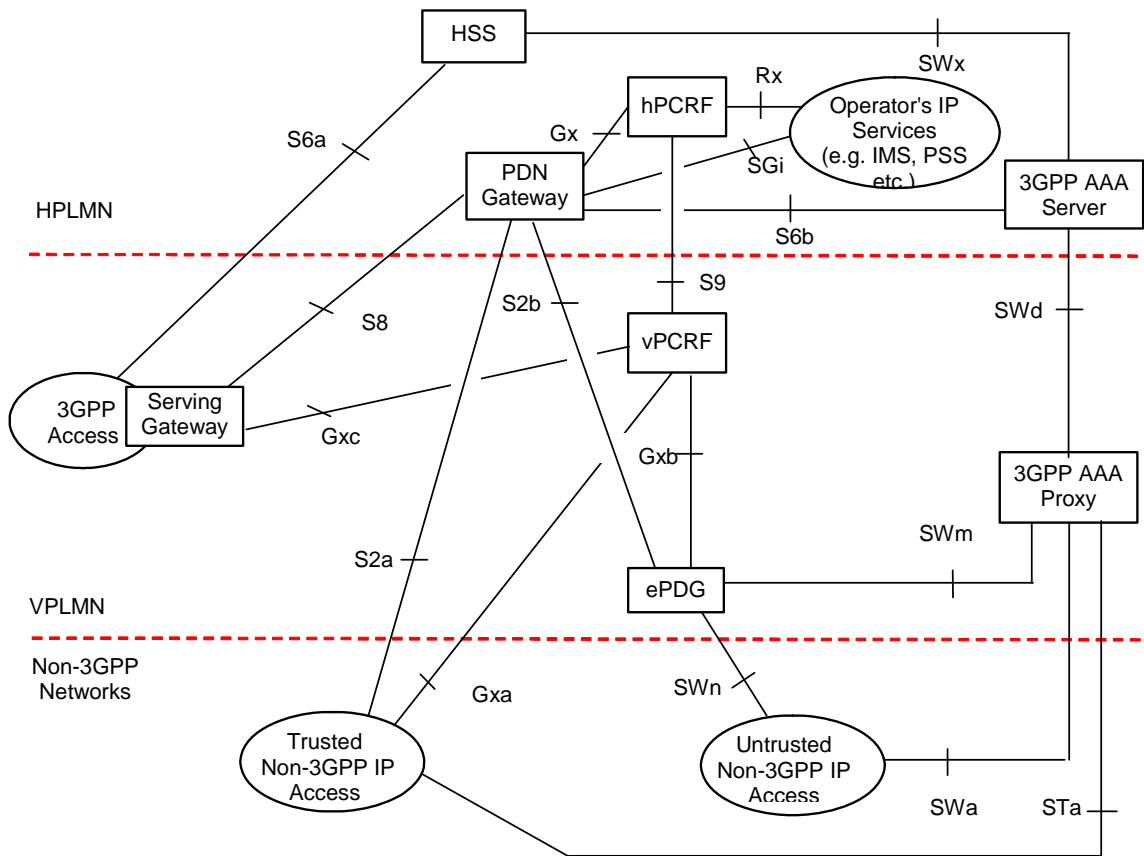 HSS
SWx
Rx
hPCRF
Operator's IP
Services
(e.g. IMS, PSS
etc.)
Gx
S6a
SGi
PDN
Gateway
3GPP AAA
Server
HPLMN
S6b
S2b
S9
SWd
S8
vPCRF
3GPP
Access
Serving
Gateway
Gxc
Gxb
3GPP AAA
Proxy
SWm
S2a
ePDG
VPLMN
Non-3GPP
Networks
Gxa
SWn
Trusted
Non-3GPP IP
Access
Untrusted
Non-3GPP IP
Access
SWa
STa